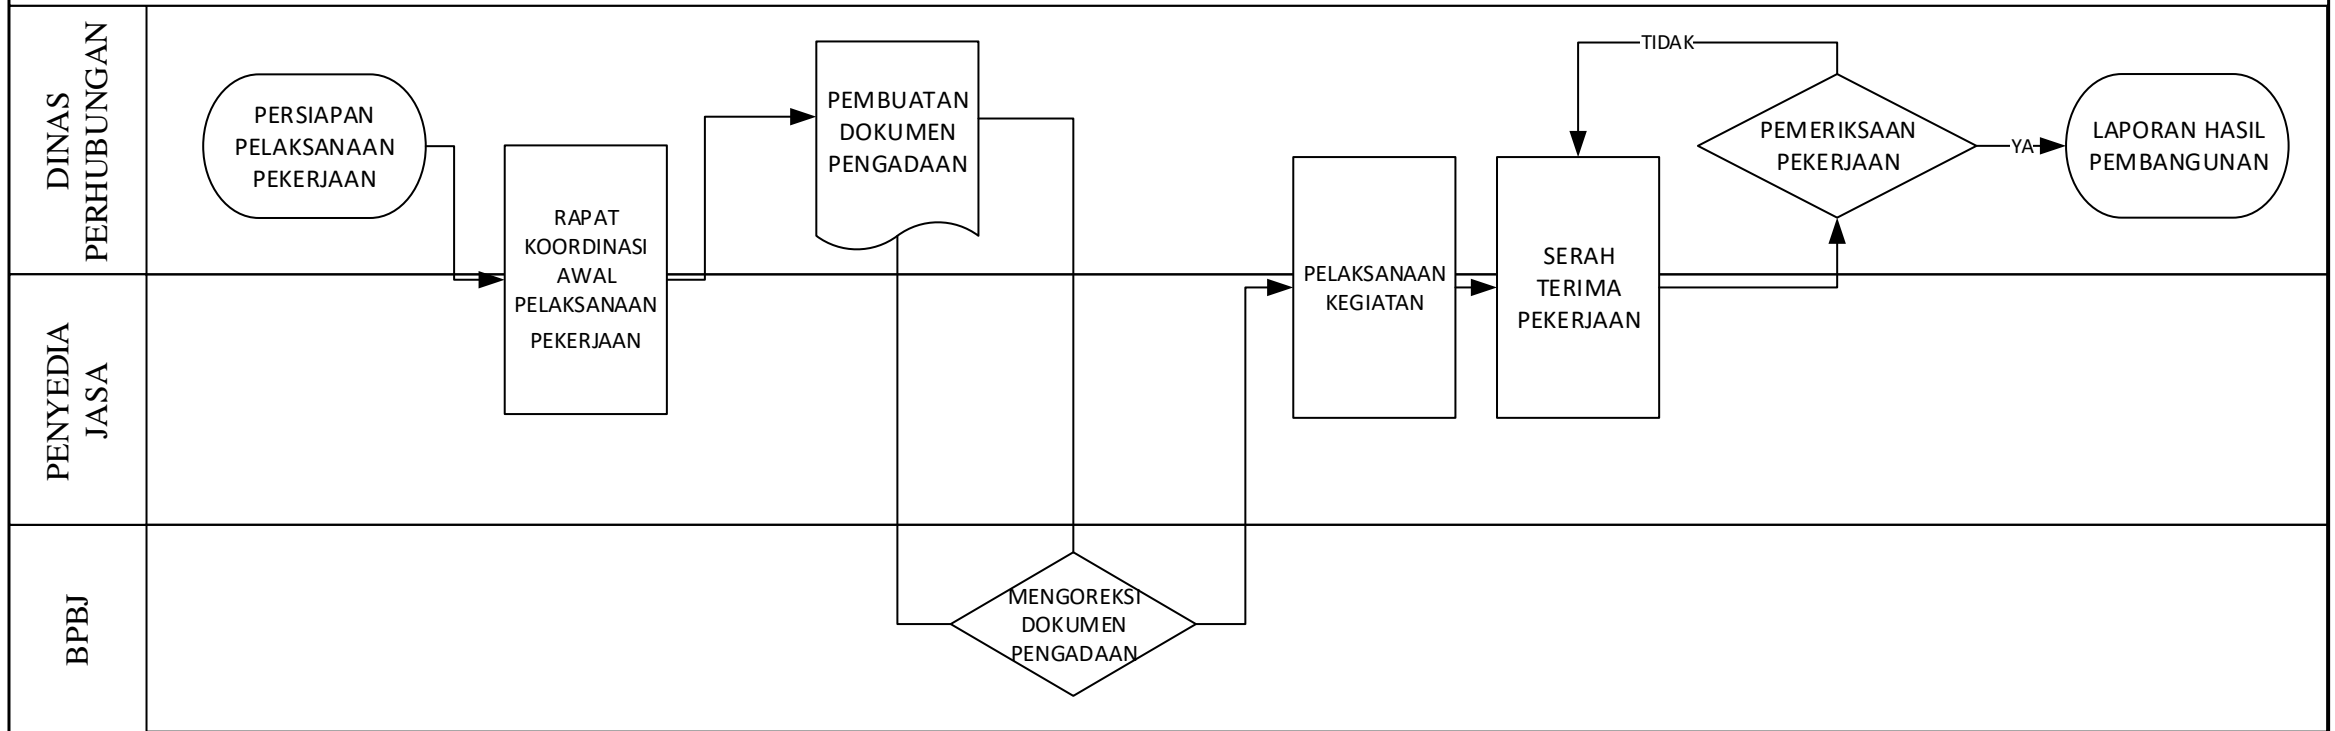 DINAS
PERHUBUNGAN
PERSIAPAN
PELAKSANAAN
PEKERJAAN
RAPAT
KOORDINASI
AWAL
PELAKSANAAN
PEKERJAAN
PEMBUATAN
DOKUMEN
PENGADAAN
PELAKSANAAN
KEGIATAN
SERAH
TERIMA
PEKERJAAN
TIDAK
PEMERIKSAAN
PEKERJAAN
YA
LAPORAN HASIL
PEMBANGUNAN
PENYEDIA
JASA
BPBJ
MENGOREKSI
DOKUMEN
PENGADAAN